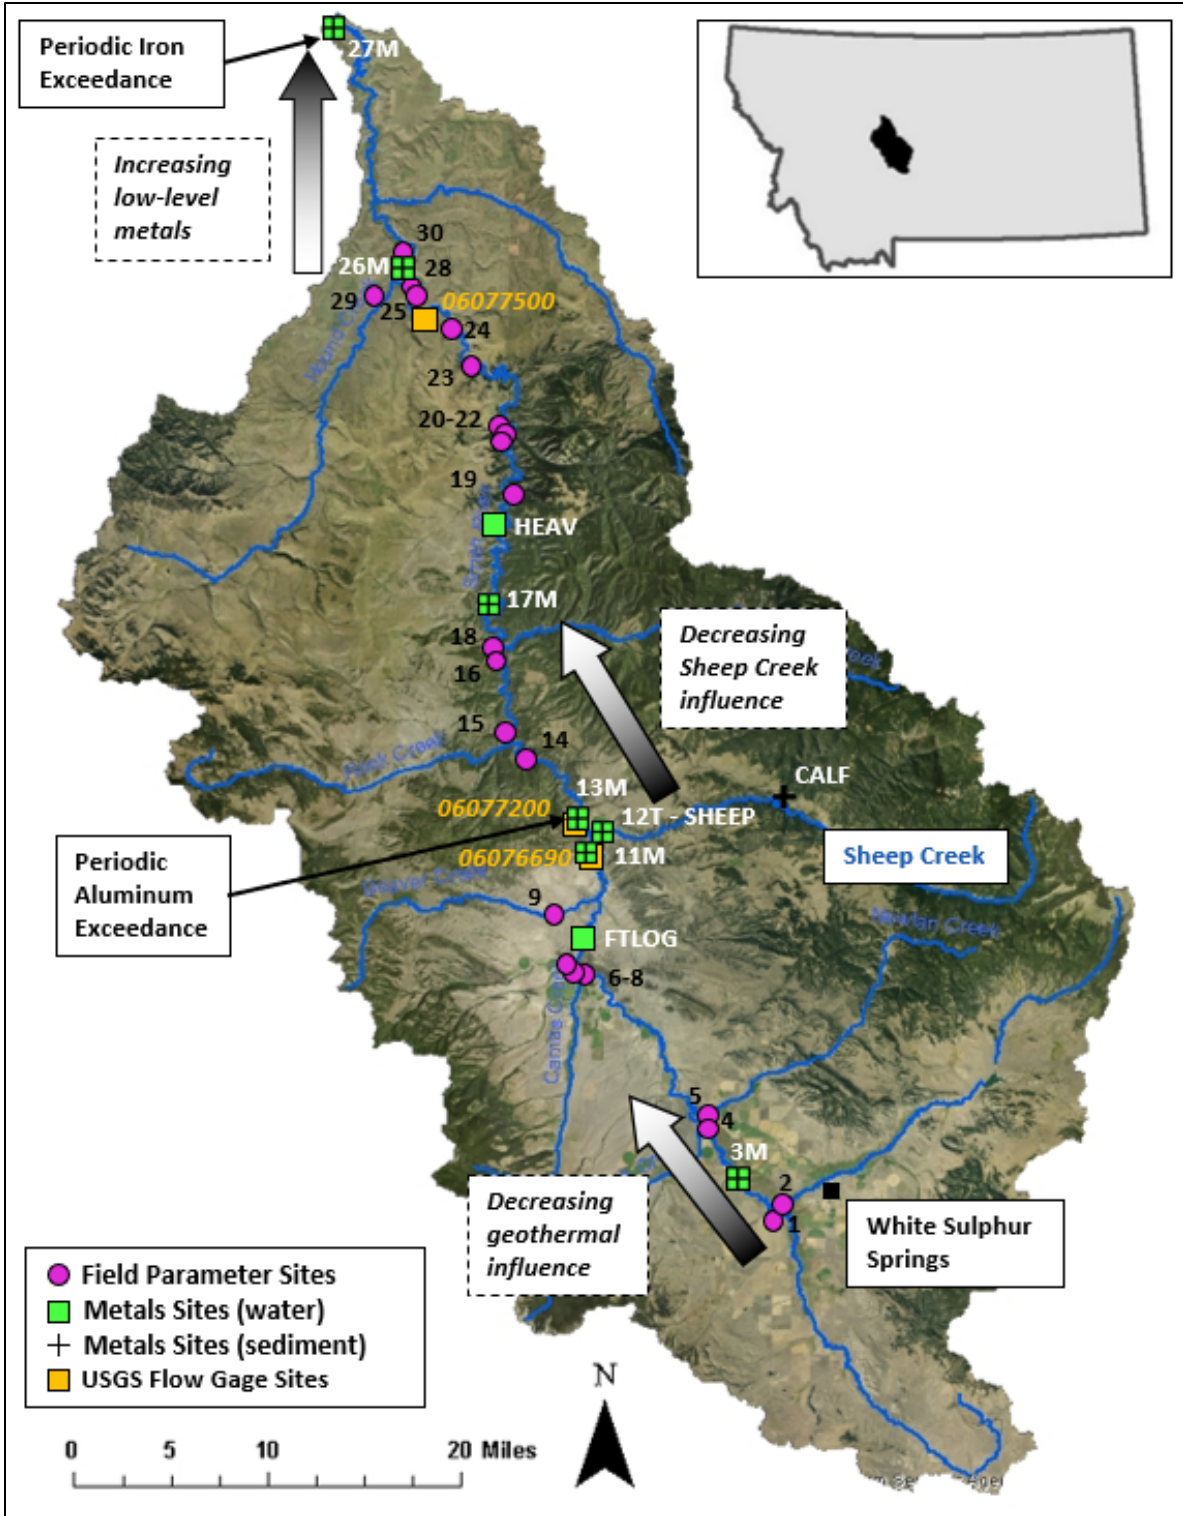 Periodic Iron
Exceedance
27M
Increasing
low-level
metals
30
26M
28
29
25
06077500
24
23
20-22
19
HEAV
17M
18
16
Decreasing
Sheep Creek
influence
15
14
CALF
13M
06077200
12T - SHEEP
06076690
11M
Sheep Creek
Periodic
Aluminum
Exceedance
9
Newlan Creek
FTLOG
6-8
5
4
3M
2
1
Decreasing
geothermal
influence
White Sulphur
Springs
Field Parameter Sites
Metals Sites (water)
Metals Sites (sediment)
USGS Flow Gage Sites
N
0 5 10 20 Miles